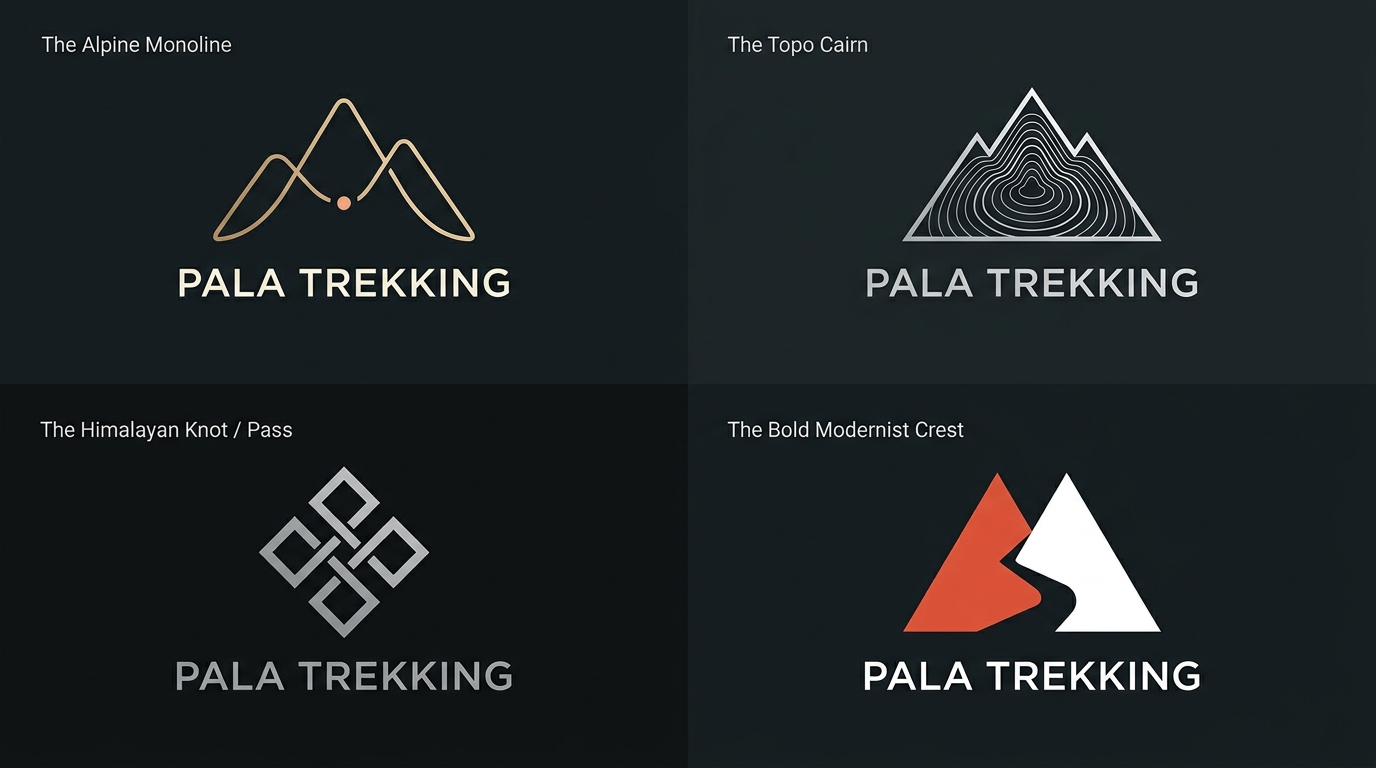 The Alpine Monoline
PALA TREKKING
The Topo Cairn
PALA TREKKING
The Himalayan Knot / Pass
PALA TREKKING
The Bold Modernist Crest
PALA TREKKING